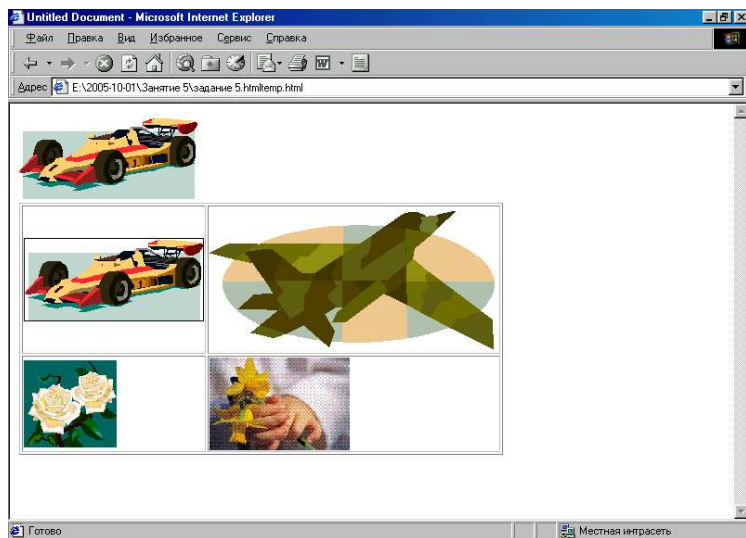 Untitled Document - Microsoft Internet Explorer
Файл Правка Вид Избранное Сервис Справка
Адрес E:\2005-10-01\Занятие 5\задание 5.htmltemp.html
Готово
Местная интрасеть